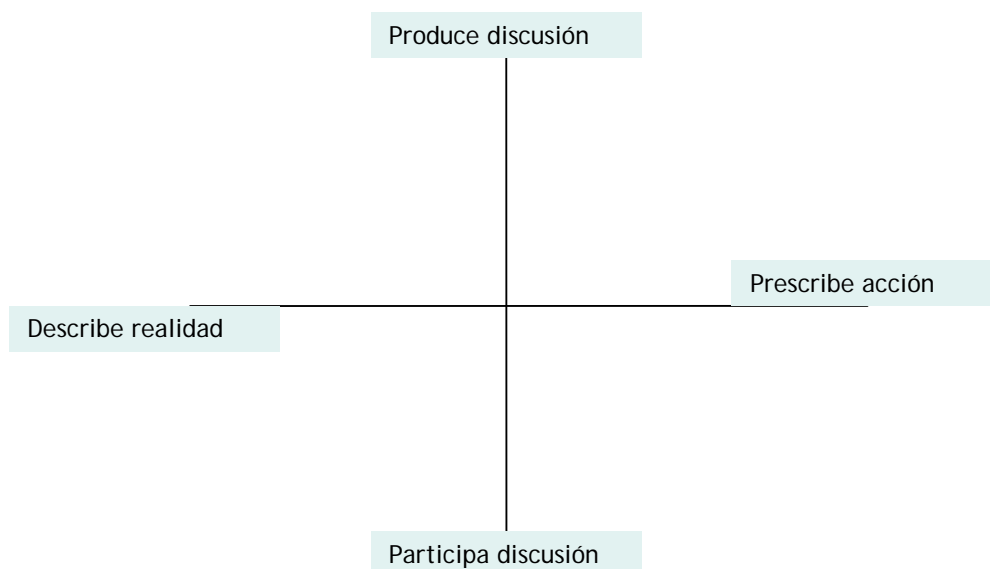 Produce discusión
Prescribe acción
Describe realidad
Participa discusión